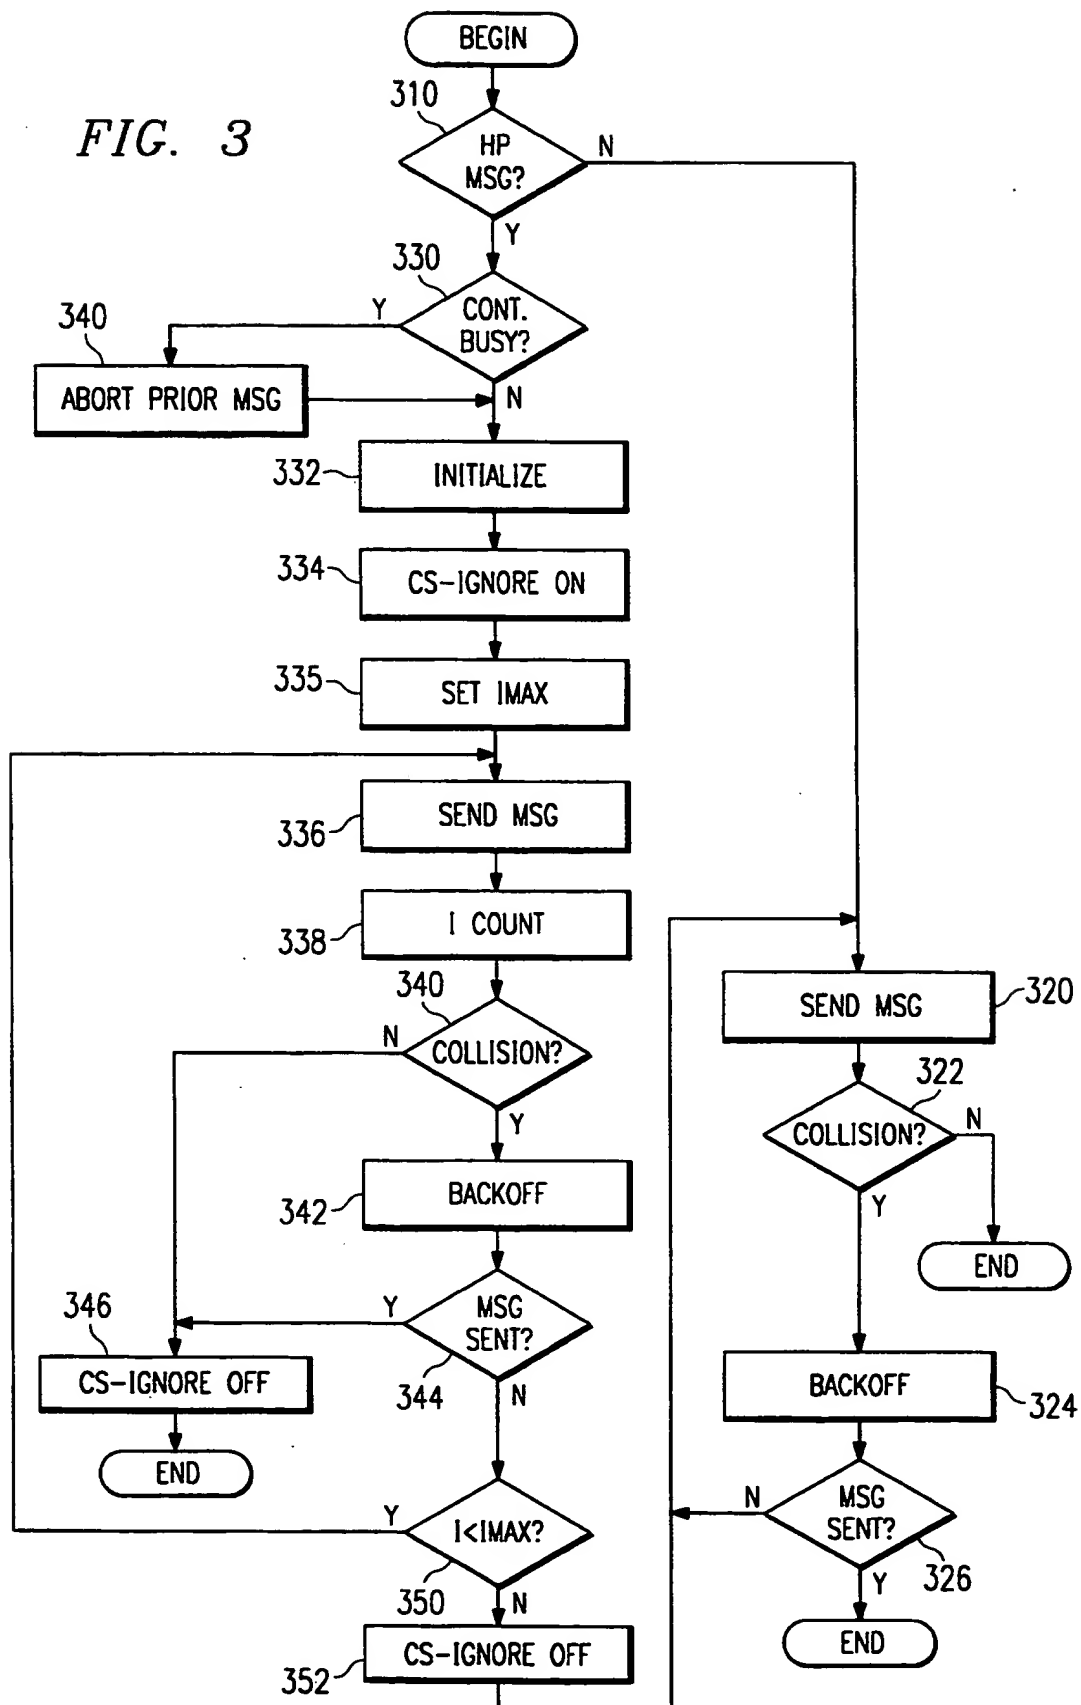 BEGIN
FIG. 3
310
HP
MSG?
N
Y
330
CONT.
BUSY?
Y
N
340
ABORT PRIOR MSG
332
INITIALIZE
334
CS-IGNORE ON
335
SET IMAX
336
SEND MSG
338
I COUNT
340
COLLISION?
N
Y
342
BACKOFF
344
MSG
SENT?
Y
N
346
CS-IGNORE OFF
END
I<IMAX?
Y
350
N
352
CS-IGNORE OFF
SEND MSG
320
322
COLLISION?
N
Y
END
BACKOFF
324
MSG
SENT?
N
326
Y
END